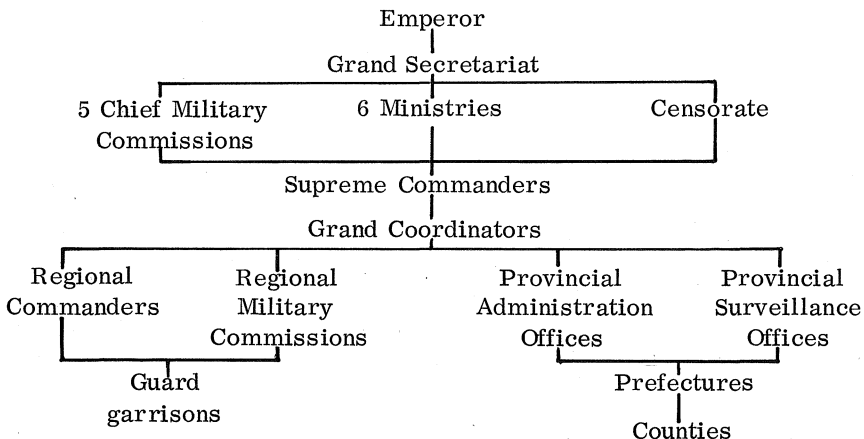 Emperor
Grand Secretariat
5 Chief Military
Commissions
6 Ministries
Censorate
Supreme Commanders
Grand Coordinators
Regional
Commanders
Regional
Military
Commissions
Provincial
Administration
Offices
Provincial
Surveillance
Offices
Guard
garrisons
Prefectures
Counties